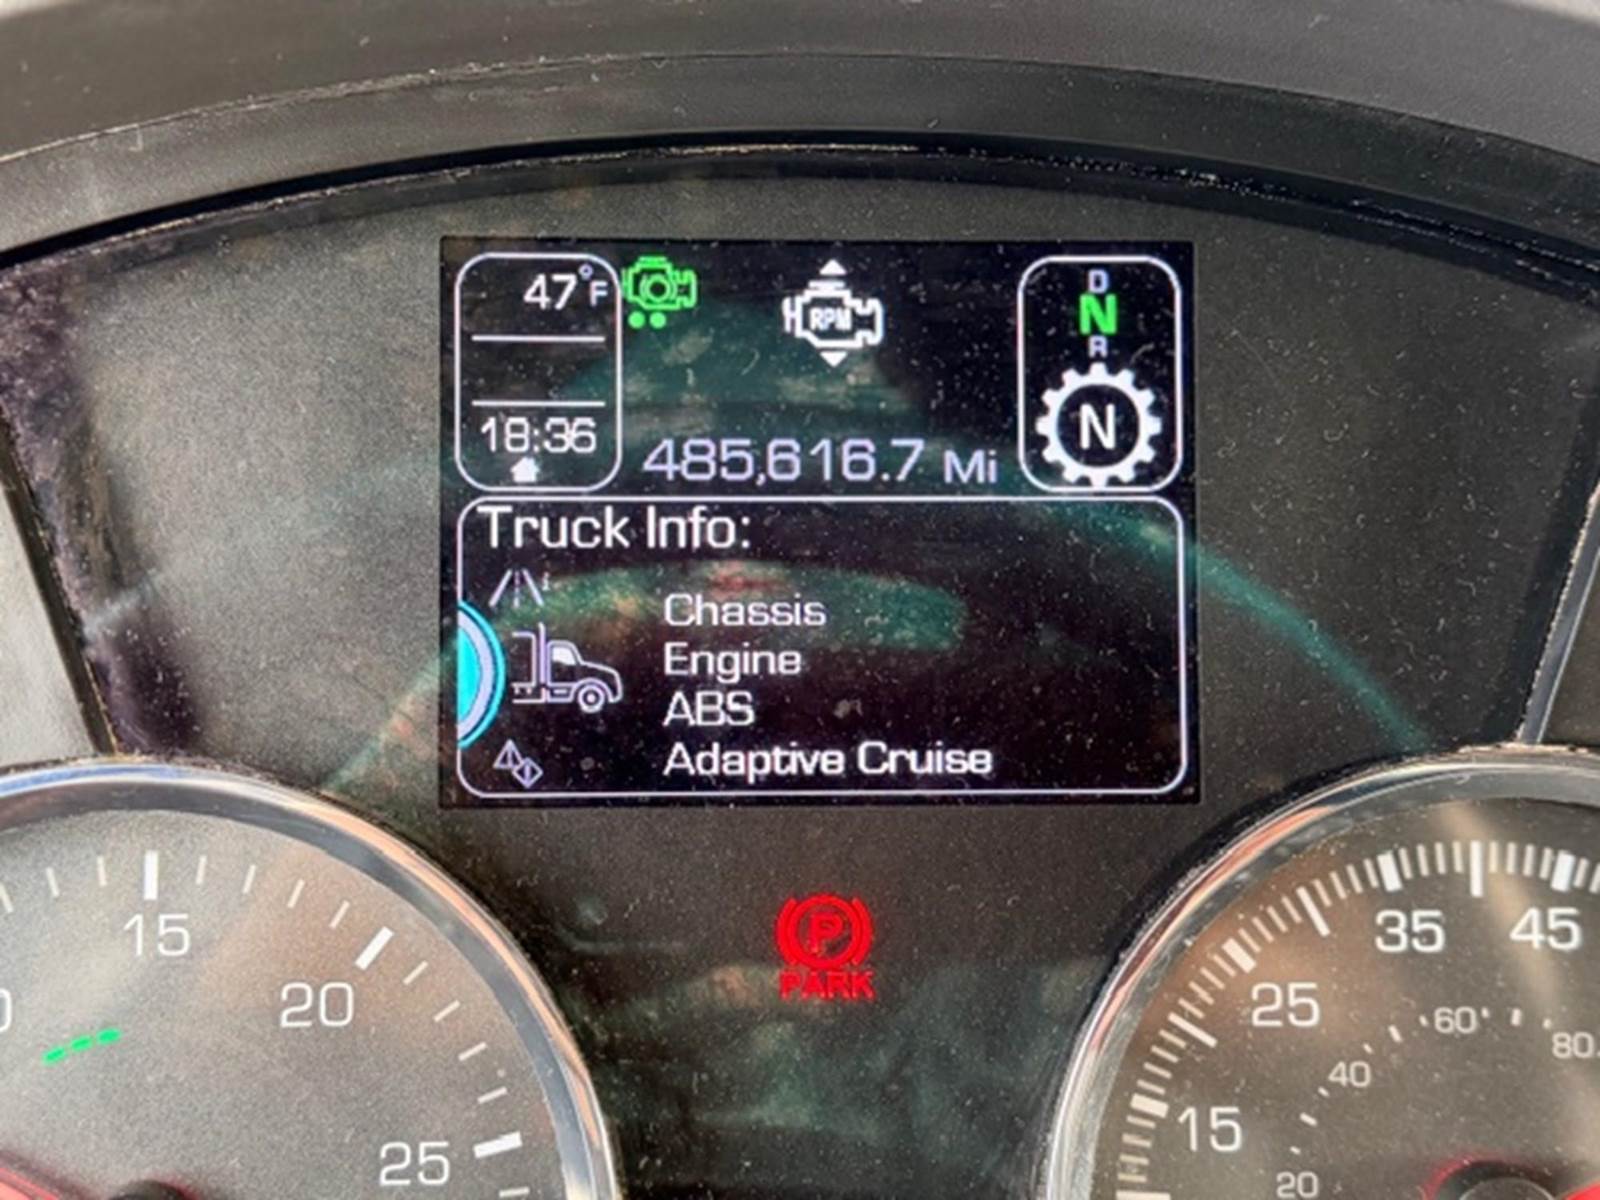 47°F
RPM
D
N
R
N
18:36
485,616.7 Mi
Truck Info:
Chassis
Engine
ABS
Adaptive Cruise
P
PARK
15
20
25
15
25
35
45
20
40
60
80